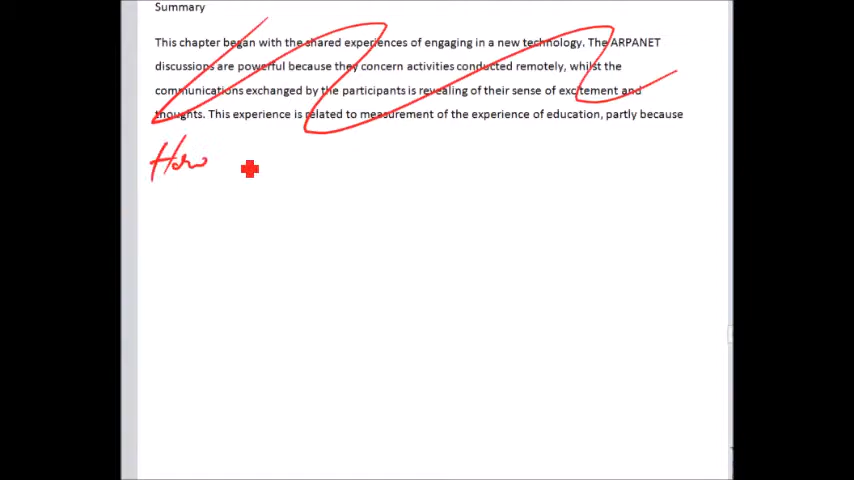 Summary
This chapter began with the shared experiences of engaging in a new technology. The ARPANET
discussions are powerful because they concern activities conducted remotely, whilst the
communications exchanged by the participants is revealing of their sense of excitement and
thoughts. This experience is related to measurement of the experience of education, partly because
How